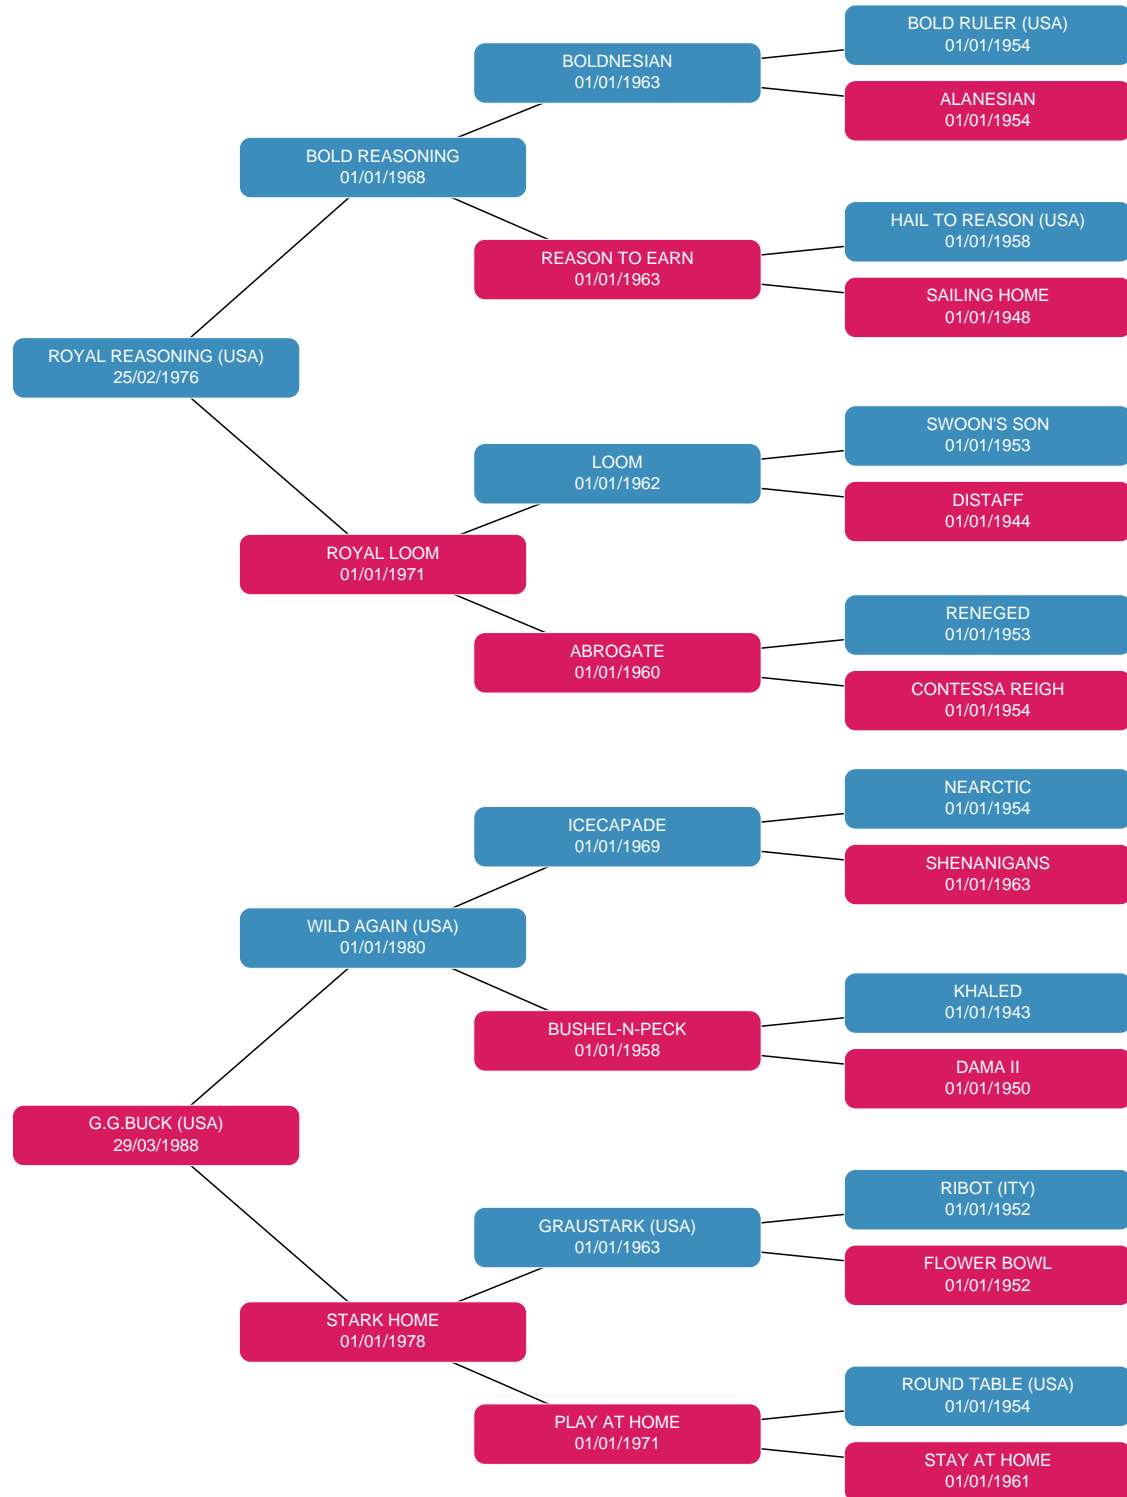 BOLD RULER (USA)
01/01/1954
BOLDNESIAN
01/01/1963
ALANESIAN
01/01/1954
BOLD REASONING
01/01/1968
HAIL TO REASON (USA)
01/01/1958
REASON TO EARN
01/01/1963
SAILING HOME
01/01/1948
ROYAL REASONING (USA)
25/02/1976
SWOON'S SON
01/01/1953
LOOM
01/01/1962
DISTAFF
01/01/1944
ROYAL LOOM
01/01/1971
RENEGED
01/01/1953
ABROGATE
01/01/1960
CONTESSA REIGH
01/01/1954
NEARCTIC
01/01/1954
ICECAPADE
01/01/1969
SHENANIGANS
01/01/1963
WILD AGAIN (USA)
01/01/1980
KHALED
01/01/1943
BUSHEL-N-PECK
01/01/1958
DAMA II
01/01/1950
G.G.BUCK (USA)
29/03/1988
RIBOT (ITY)
01/01/1952
GRAUSTARK (USA)
01/01/1963
FLOWER BOWL
01/01/1952
STARK HOME
01/01/1978
ROUND TABLE (USA)
01/01/1954
PLAY AT HOME
01/01/1971
STAY AT HOME
01/01/1961